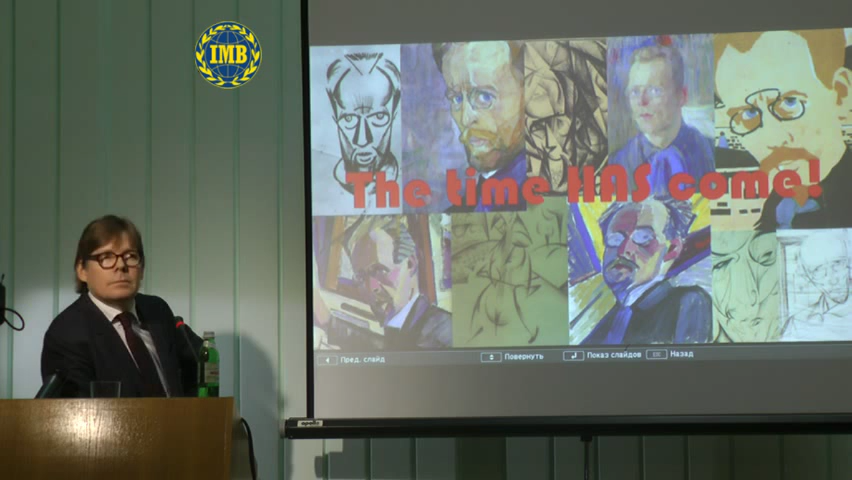 IMB
The time HAS come!
Пред. слайд
Повернуть
Показ слайдов
Назад